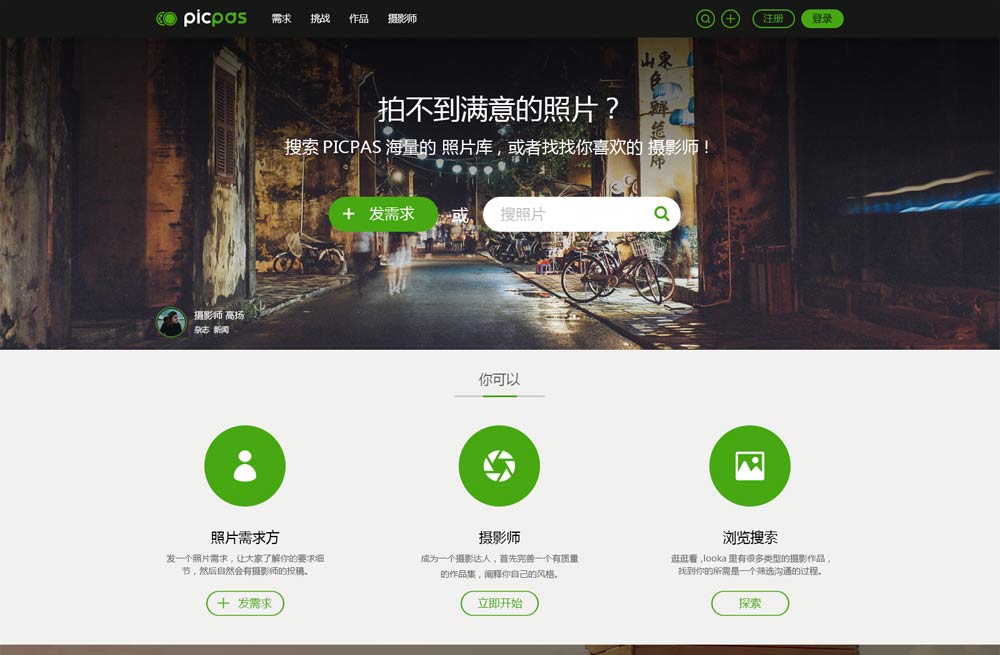 picpas 需求 挑战 作品 摄影师 注册 登录
拍不到满意的照片？
搜索 PICPAS 海量的 照片库，或者找找你喜欢的 摄影师！
+ 发需求 或 搜照片
摄影师 高扬
杂志 新闻
你可以
照片需求方
发一个照片需求，让大家了解你的要求细
节，然后自然会有摄影师的投稿。
+ 发需求
摄影师
成为一个摄影达人，首先完善一个有质量
的作品集，阐释你自己的风格。
立即开始
浏览搜索
逛逛看 ,looka 里有很多类型的摄影作品，
找到你的所需是一个筛选沟通的过程。
探索